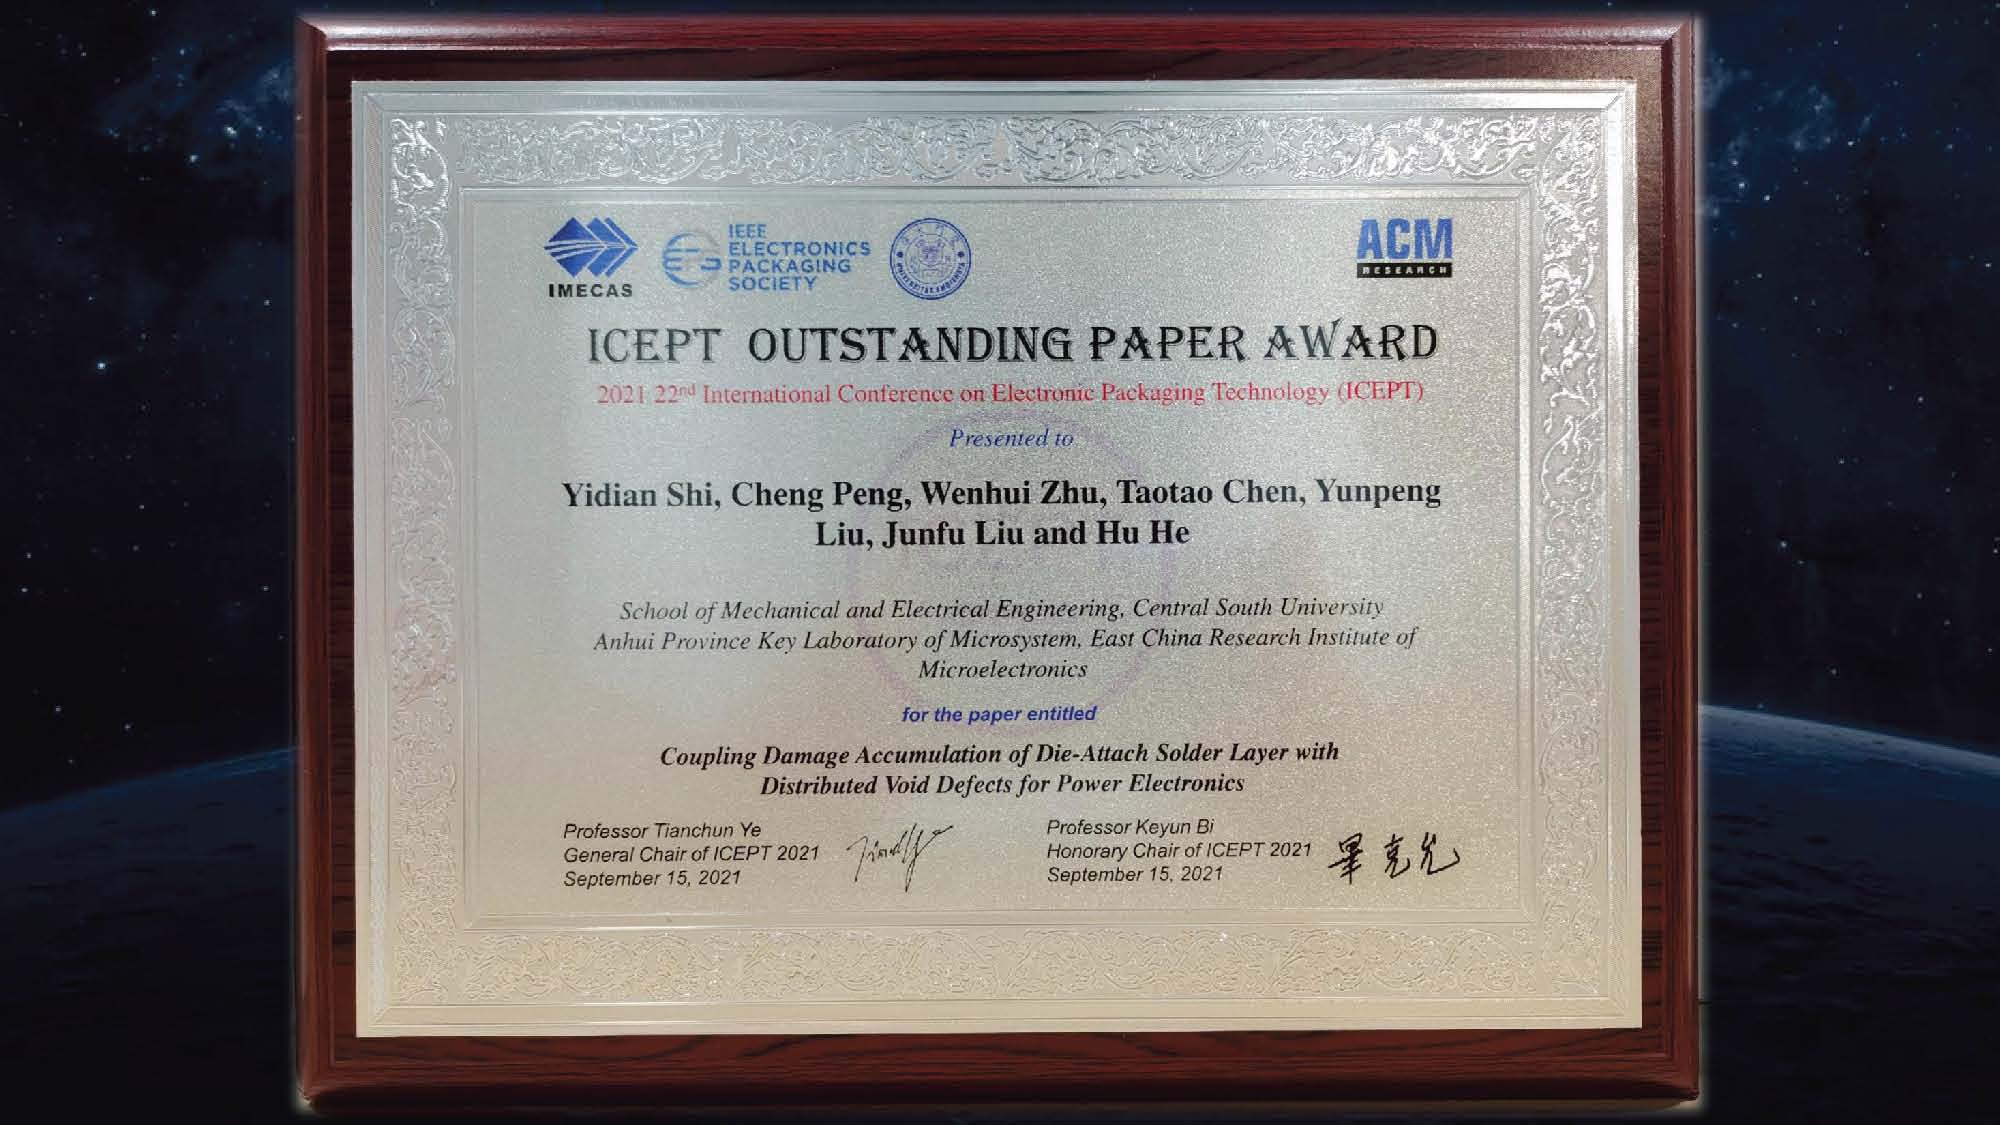 IMECAS
IEEE
ELECTRONICS
PACKAGING
SOCIETY
ACM
RESEARCH
ICEPT OUTSTANDING PAPER AWARD
2021 22nd International Conference on Electronic Packaging Technology (ICEPT)
Presented to
Yidian Shi, Cheng Peng, Wenhui Zhu, Taotao Chen, Yunpeng
Liu, Junfu Liu and Hu He
School of Mechanical and Electrical Engineering, Central South University
Anhui Province Key Laboratory of Microsystem, East China Research Institute of
Microelectronics
for the paper entitled
Coupling Damage Accumulation of Die-Attach Solder Layer with
Distributed Void Defects for Power Electronics
Professor Tianchun Ye
General Chair of ICEPT 2021
September 15, 2021
Professor Keyun Bi
Honorary Chair of ICEPT 2021
September 15, 2021
畢克允